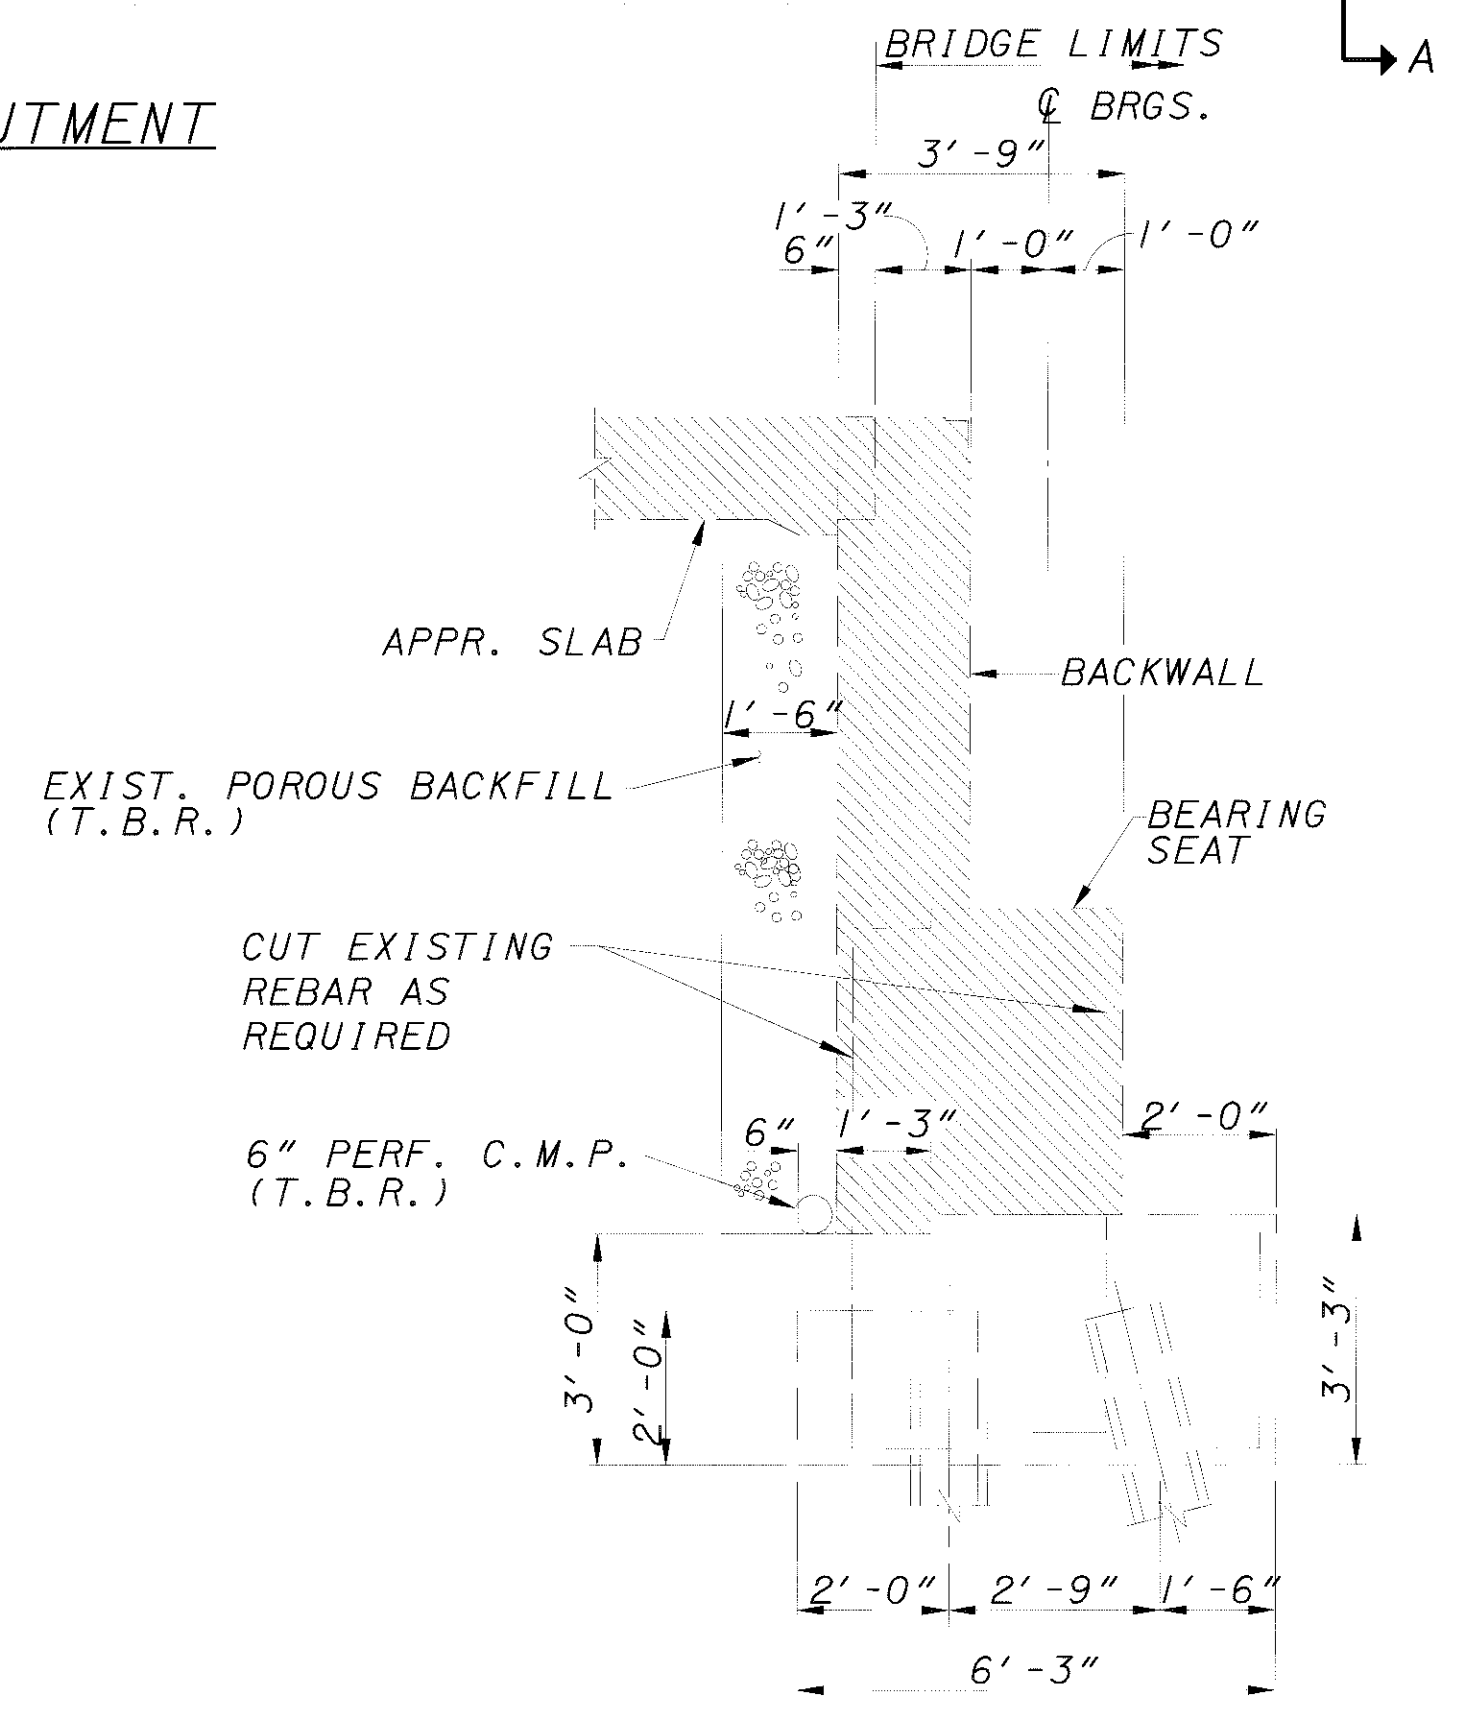 BRIDGE LIMITS
A
UTMENT
℄ BRGS.
3'-9"
1'-3"
6"
1'-0"
1'-0"
APPR. SLAB
BACKWALL
1'-6"
EXIST. POROUS BACKFILL
(T.B.R.)
BEARING
SEAT
CUT EXISTING
REBAR AS
REQUIRED
6"
1'-3"
2'-0"
6" PERF. C.M.P.
(T.B.R.)
3'-0"
2'-0"
3'-3"
2'-0"
2'-9"
1'-6"
6'-3"